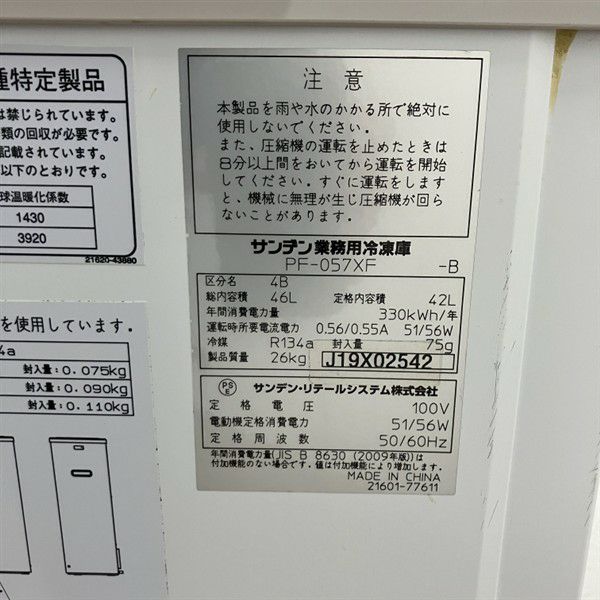 種特定製品
は禁じられています。
類の回収が必要です。
記載されています。
以下のとおりです。
球温暖化係数
1430
3920
21620-43880
を使用しています。
4a
封入量:0.075kg
封入量:0.090kg
封入量:0.110kg
注 意
本製品を雨や水のかかる所で絶対に
使用しないでください。
また、圧縮機の運転を止めたときは
8分以上間をおいてから運転を開始
してください。すぐに運転をします
と、機械に無理が生じ圧縮機が回ら
ないことがあります。
サンデン業務用冷凍庫
PF-057XF -B
区分名 4B
総内容積 46L 定格内容積 42L
年間消費電力量 330kWh/年
運転時所要電流電力 0.56/0.55A 51/56W
冷媒 R134a 封入量 75g
製品質量 26kg J19X02542
PSE サンデン・リテールシステム株式会社
定格電圧 100V
電動機定格消費電力 51/56W
定格周波数 50/60Hz
年間消費電力量【JIS B 8630 (2009年版)】は
付加機能のない場合です。値は付加機能により増加します。
MADE IN CHINA
21601-77611